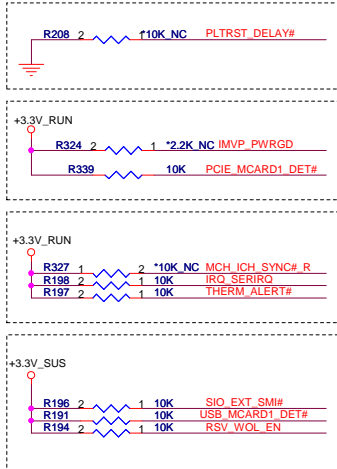 R208 2 1 *10K_NC PLTRST_DELAY#
+3.3V_RUN
R324 2 1 *2.2K_NC IMVP_PWRGD
R339 10K PCIE_MCARD1_DET#
+3.3V_RUN
R327 1 2 *10K_NC MCH_ICH_SYNC#_R
R198 2 1 10K IRQ_SERIRQ
R197 2 1 10K THERM_ALERT#
+3.3V_SUS
R196 2 1 10K SIO_EXT_SMI#
R191 2 1 10K USB_MCARD1_DET#
R194 2 1 10K RSV_WOL_EN